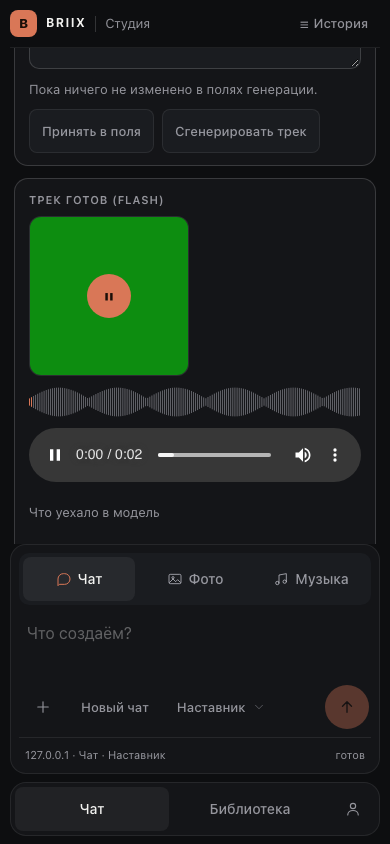 B BRIIX Студия История
Пока ничего не изменено в полях генерации.
Принять в поля Сгенерировать трек
ТРЕК ГОТОВ (FLASH)
0:00 / 0:02
Что уехало в модель
Чат Фото Музыка
Что создаём?
Новый чат Наставник
127.0.0.1 · Чат · Наставник готов
Чат Библиотека